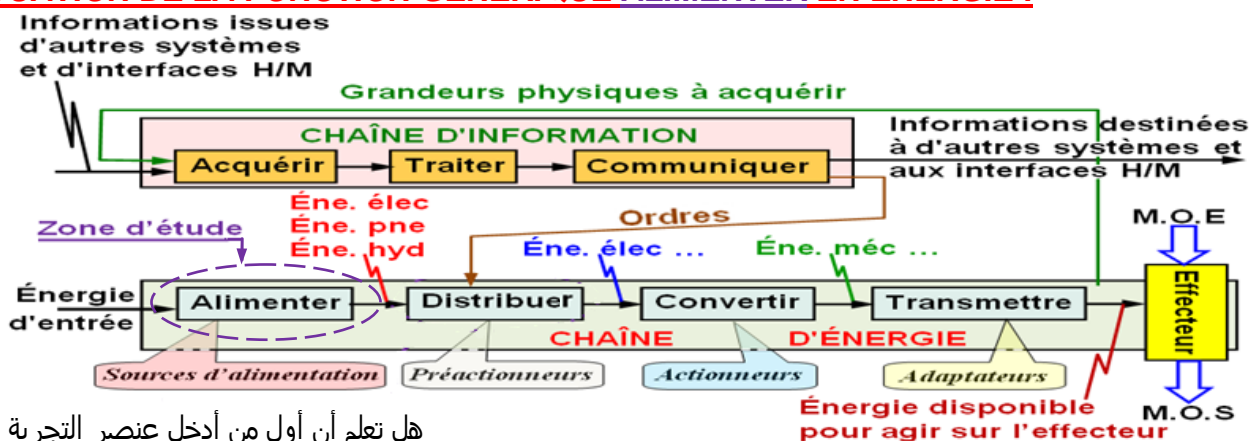 ALIMENTER
Informations issues
d'autres systèmes
et d'interfaces H/M
Grandeurs physiques à acquérir
CHAÎNE D'INFORMATION
Acquérir
Traiter
Communiquer
Informations destinées
à d'autres systèmes et
aux interfaces H/M
Éne. élec
Éne. pne
Éne. hyd
Ordres
Zone d'étude
Éne. élec ...
Éne. méc ...
M.O.E
Énergie
d'entrée
Alimenter
Distribuer
Convertir
Transmettre
Effecteur
CHAÎNE D'ÉNERGIE
Sources d'alimentation
Préactionneurs
Actionneurs
Adaptateurs
Énergie disponible
pour agir sur l'effecteur
M.O.S
هل تعلم أن أول من أدخل عنصر التجربة